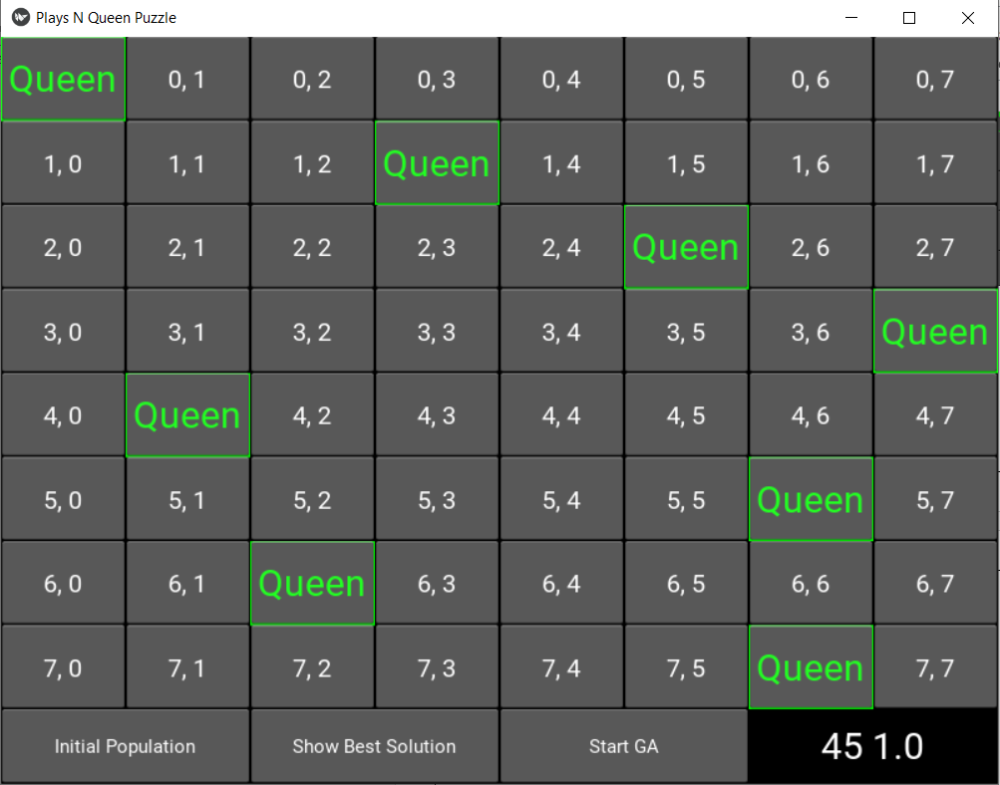 Plays N Queen Puzzle
Queen 0, 1 0, 2 0, 3 0, 4 0, 5 0, 6 0, 7
1, 0 1, 1 1, 2 Queen 1, 4 1, 5 1, 6 1, 7
2, 0 2, 1 2, 2 2, 3 2, 4 Queen 2, 6 2, 7
3, 0 3, 1 3, 2 3, 3 3, 4 3, 5 3, 6 Queen
4, 0 Queen 4, 2 4, 3 4, 4 4, 5 4, 6 4, 7
5, 0 5, 1 5, 2 5, 3 5, 4 5, 5 Queen 5, 7
6, 0 6, 1 Queen 6, 3 6, 4 6, 5 6, 6 6, 7
7, 0 7, 1 7, 2 7, 3 7, 4 7, 5 Queen 7, 7
Initial Population Show Best Solution Start GA 45 1.0